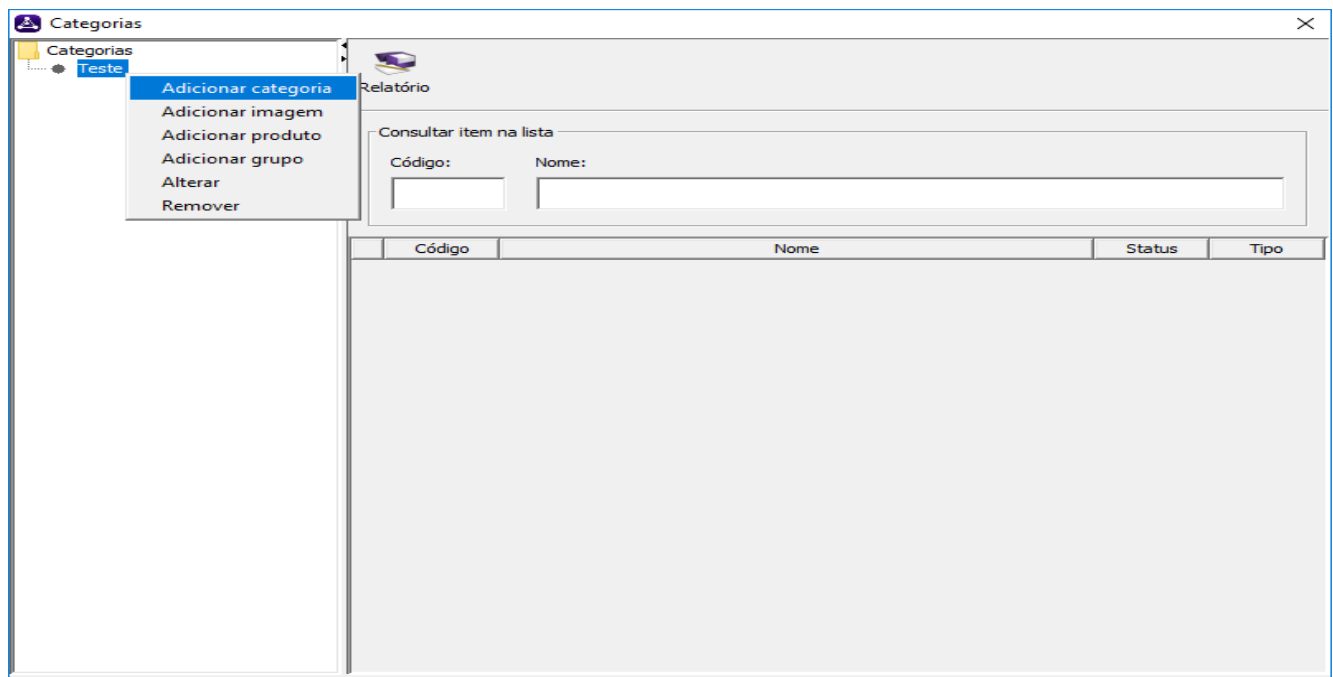 Categorias
Categorias
Teste
Adicionar categoria
Adicionar imagem
Adicionar produto
Adicionar grupo
Alterar
Remover
Relatório
Consultar item na lista
Código: Nome:
Código Nome Status Tipo